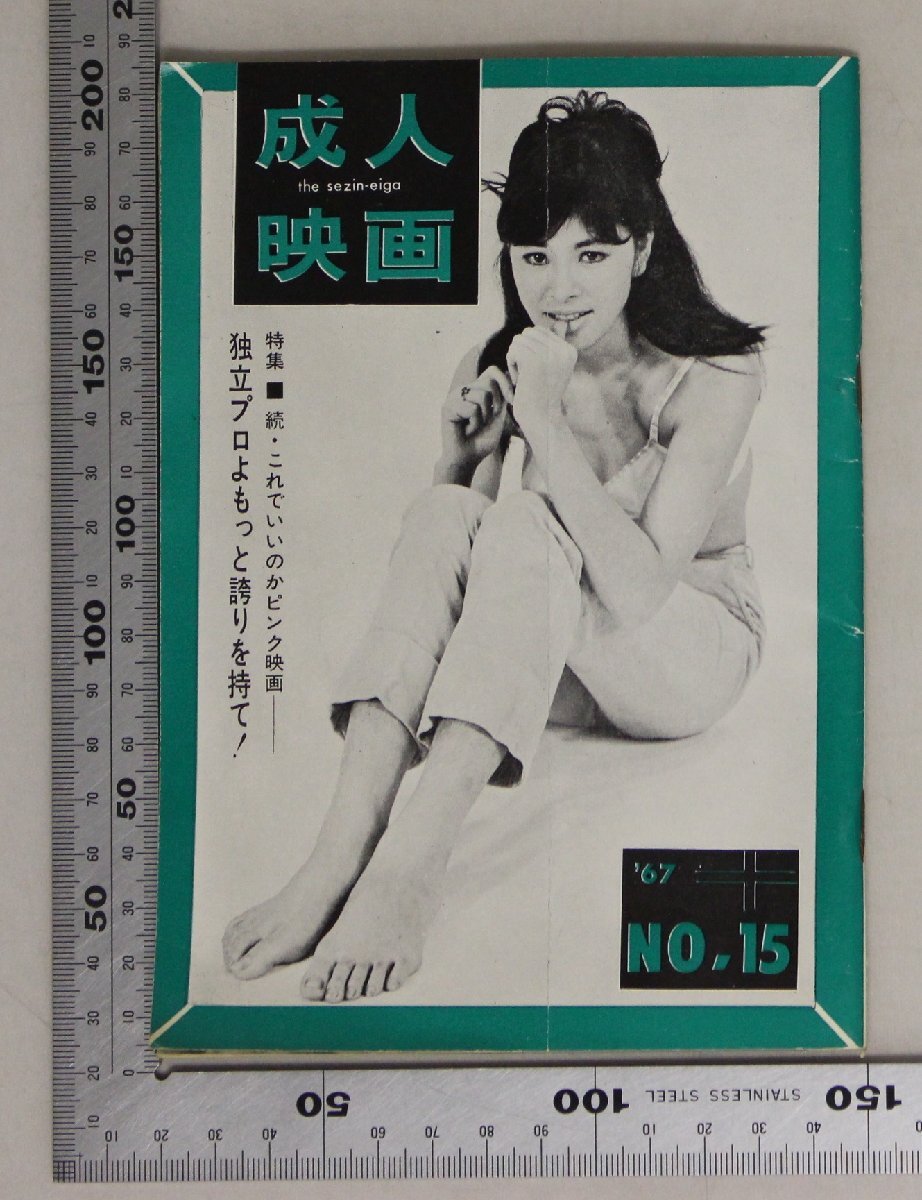 成人
the sezin-eiga
映画
特集■続・これでいいのかピンク映画――
独立プロよもっと誇りを持て!
'67
NO,15
200
150
150
100
100
50
50
50
100
150
STAINLESS STEEL